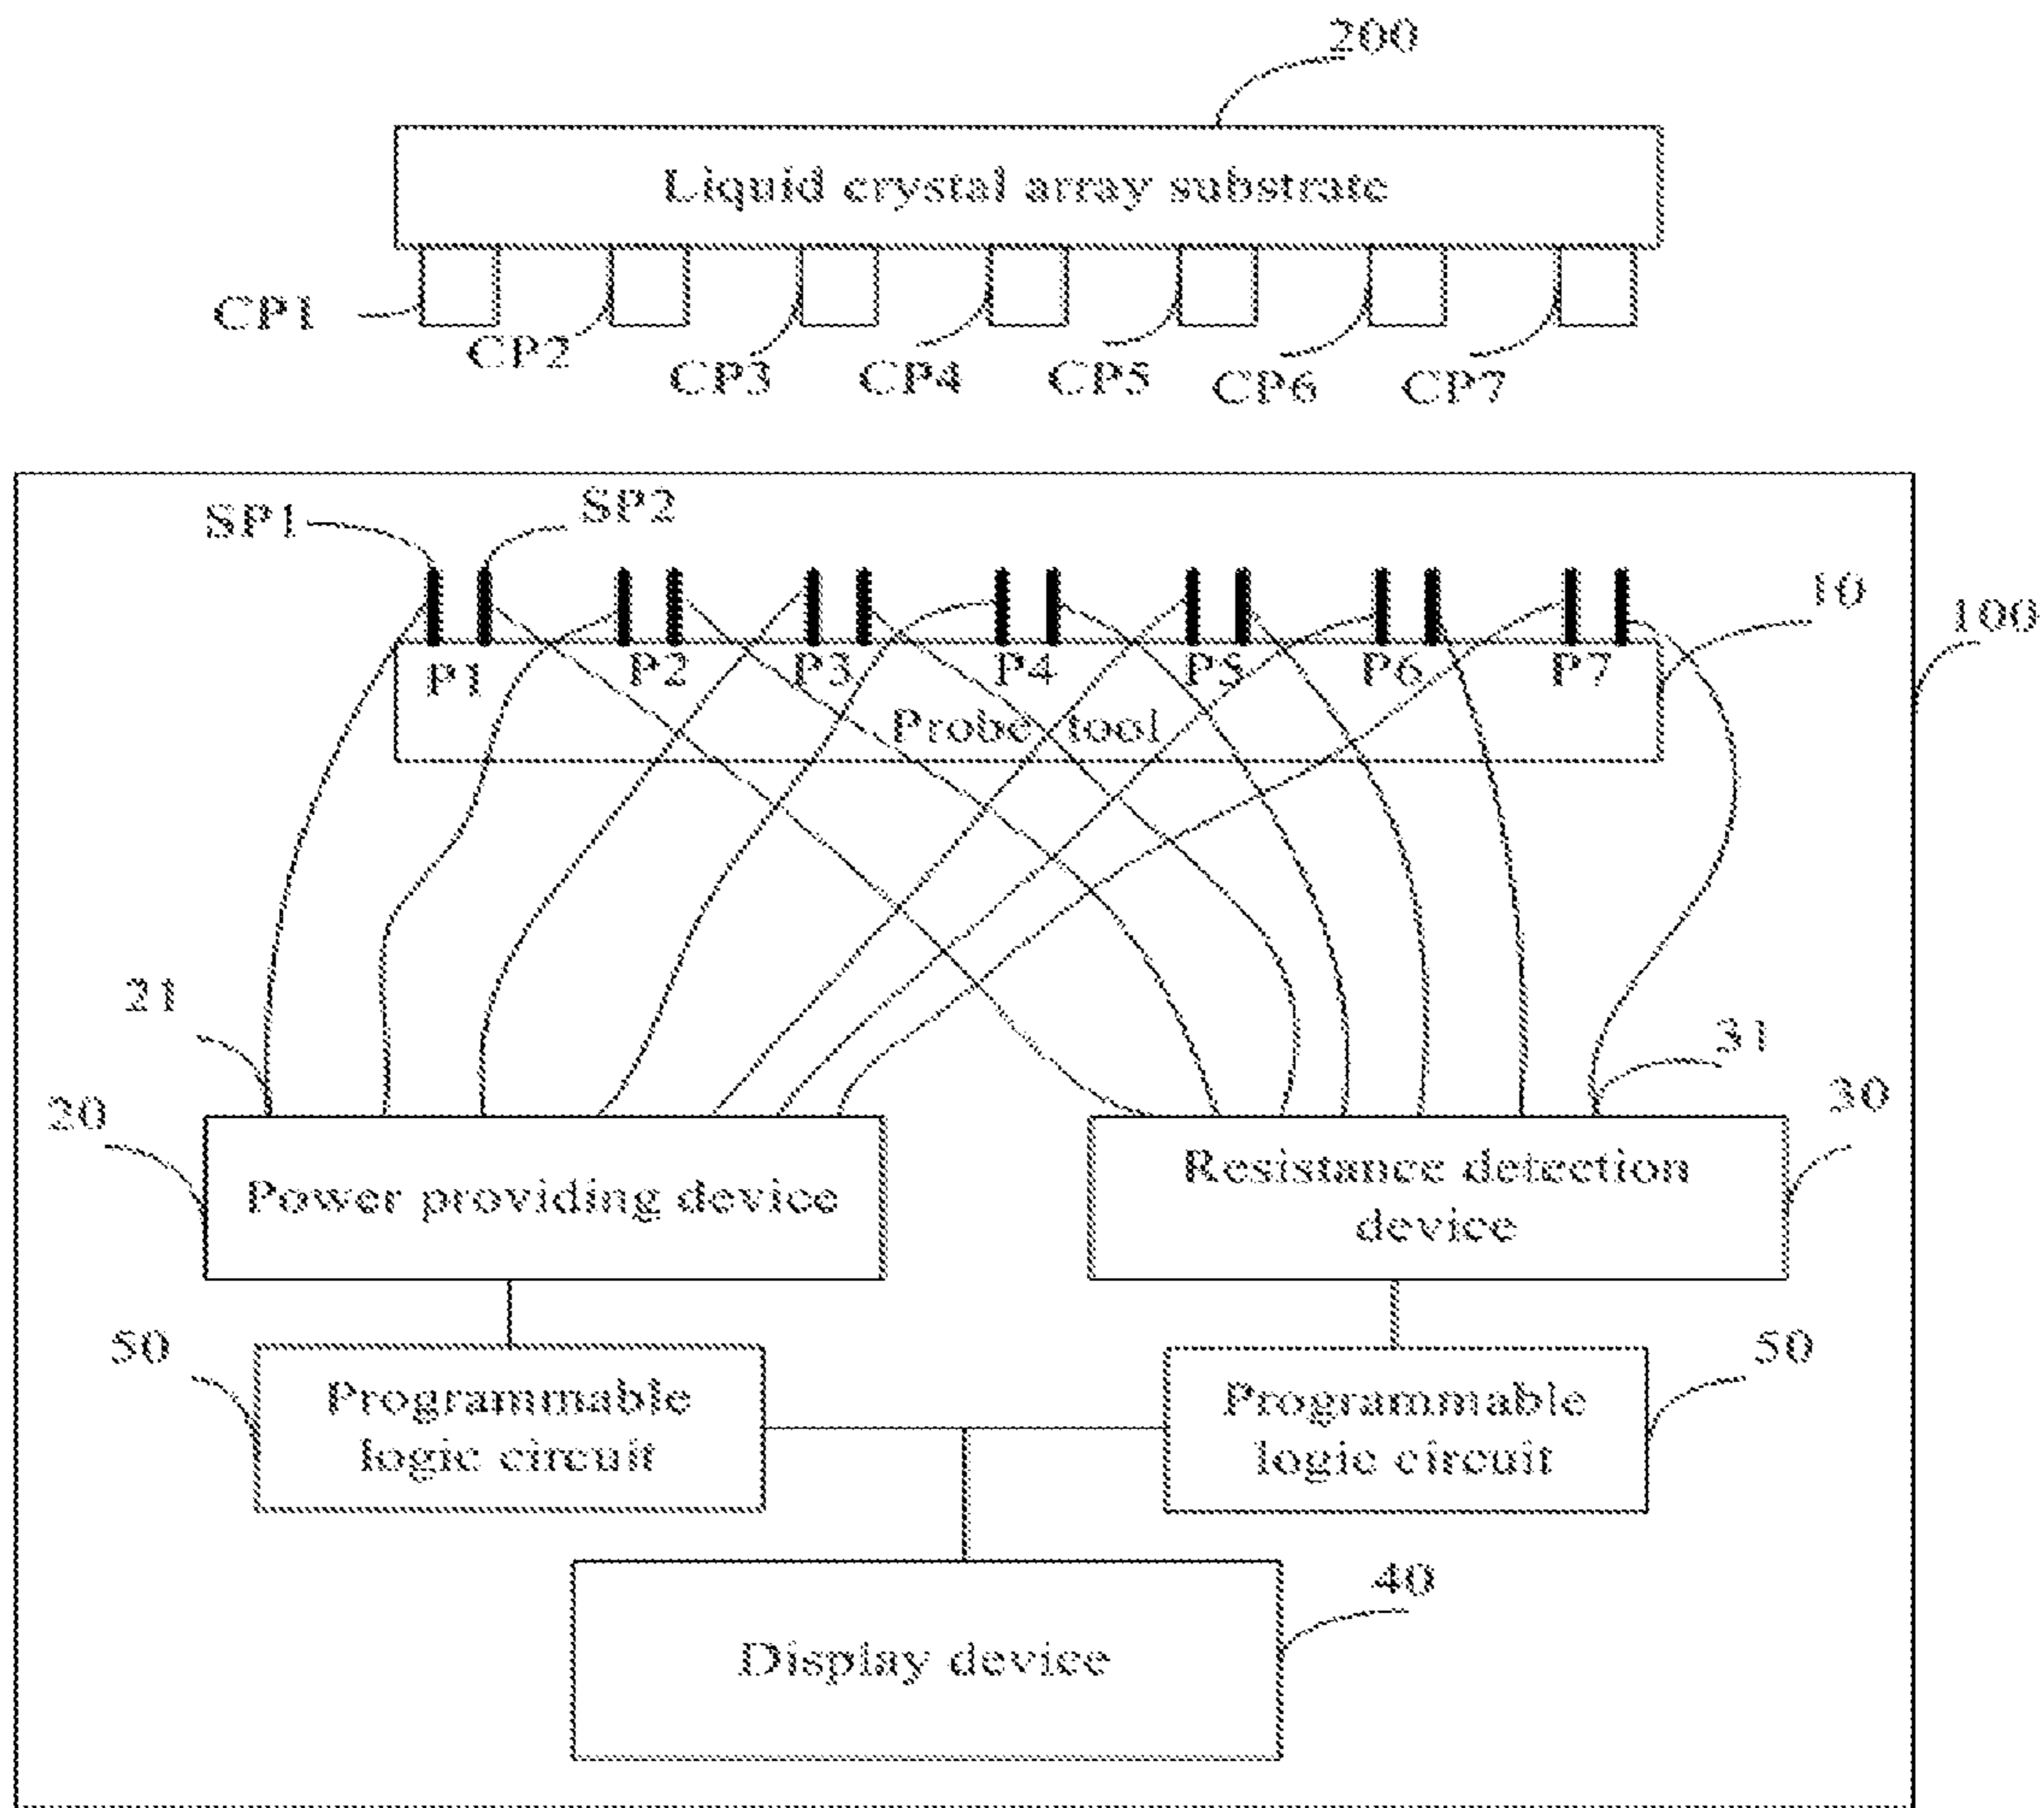 200
Liquid crystal array substrate
CP1
CP2
CP3
CP4
CP5
CP6
CP7
SP1
SP2
10
100
P1
P2
P3
P4
P5
P6
P7
Probe tool
21
31
20
30
Power providing device
Resistance detection
device
50
50
Programmable
logic circuit
Programmable
logic circuit
40
Display device